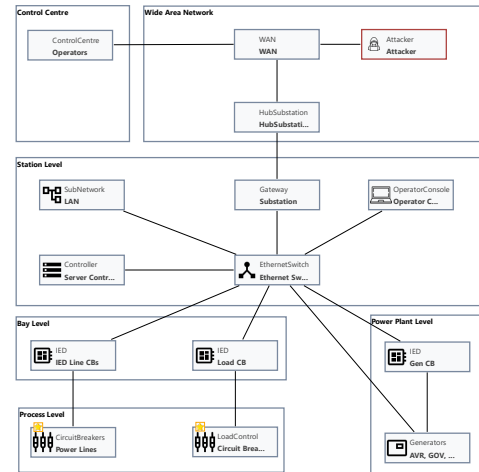 Control Centre
Wide Area Network
ControlCentre
Operators
WAN
WAN
Attacker
Attacker
HubSubstation
HubSubstati...
Station Level
SubNetwork
LAN
Gateway
Substation
OperatorConsole
Operator C...
Controller
Server Contr...
EthernetSwitch
Ethernet Sw...
Bay Level
Power Plant Level
IED
IED Line CBs
IED
Load CB
IED
Gen CB
Process Level
CircuitBreakers
Power Lines
LoadControl
Circuit Brea...
Generators
AVR, GOV, ...